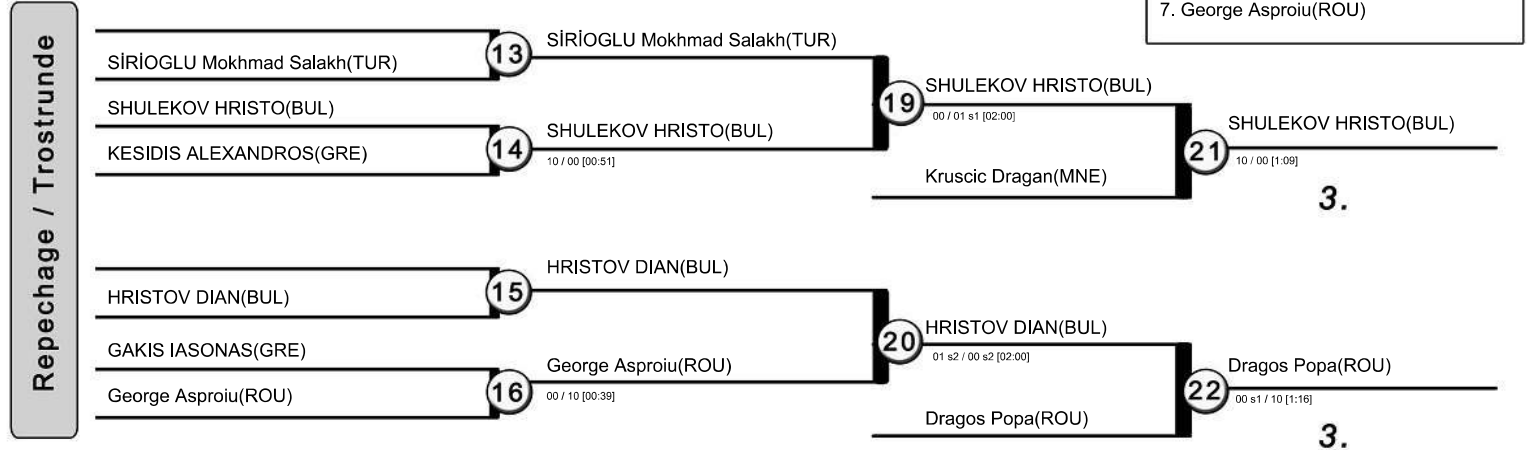 7. George Asproiu(ROU)
Repechage / Trostrunde
SİRİOGLU Mokhmad Salakh(TUR)
13
SİRİOGLU Mokhmad Salakh(TUR)
SHULEKOV HRISTO(BUL)
KESIDIS ALEXANDROS(GRE)
14
SHULEKOV HRISTO(BUL)
10 / 00 [00:51]
19
SHULEKOV HRISTO(BUL)
00 / 01 s1 [02:00]
Kruscic Dragan(MNE)
21
SHULEKOV HRISTO(BUL)
10 / 00 [1:09]
3.
HRISTOV DIAN(BUL)
15
HRISTOV DIAN(BUL)
GAKIS IASONAS(GRE)
George Asproiu(ROU)
16
George Asproiu(ROU)
00 / 10 [00:39]
20
HRISTOV DIAN(BUL)
01 s2 / 00 s2 [02:00]
Dragos Popa(ROU)
22
Dragos Popa(ROU)
00 s1 / 10 [1:16]
3.